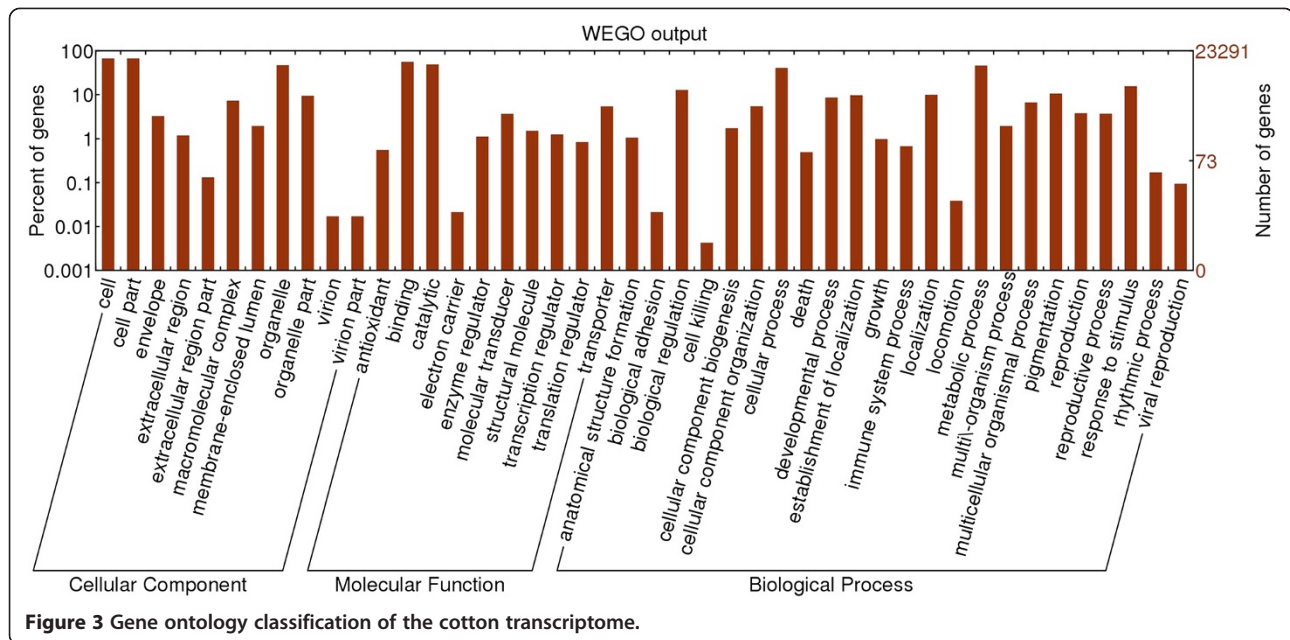 WEGO output
Percent of genes
100
10
1
0.1
0.01
0.001
23291
73
0
Number of genes
cell
cell part
envelope
extracellular region
extracellular region part
macromolecular complex
membrane-enclosed lumen
organelle
organelle part
virion
virion part
antioxidant
binding
catalytic
electron carrier
enzyme regulator
molecular transducer
structural molecule
transcription regulator
translation regulator
transporter
anatomical structure formation
biological adhesion
biological regulation
cell killing
cellular component biogenesis
cellular component organization
cellular process
death
developmental process
establishment of localization
growth
immune system process
localization
locomotion
metabolic process
multi\-organism process
multicellular organismal process
pigmentation
reproduction
reproductive process
response to stimulus
rhythmic process
viral reproduction
Cellular Component
Molecular Function
Biological Process
Figure 3 Gene ontology classification of the cotton transcriptome.